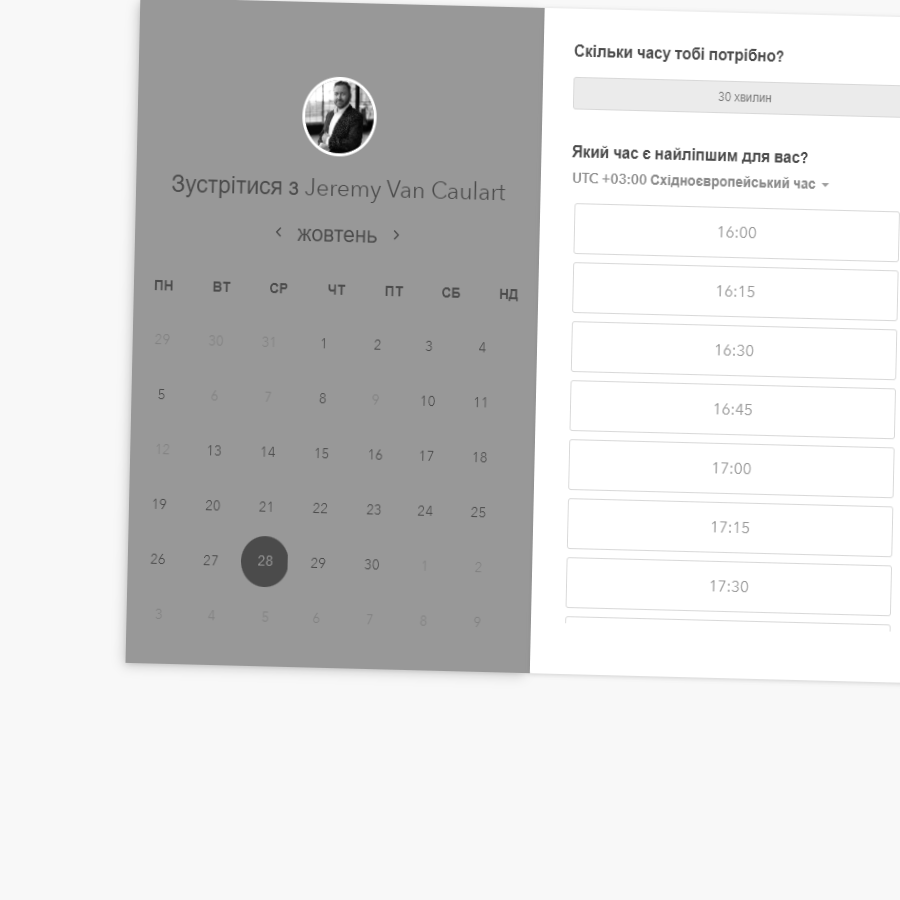 Зустрітися з Jeremy Van Caulart
жовтень
ПН ВТ СР ЧТ ПТ СБ НД
29 30 31 1 2 3 4
5 6 7 8 9 10 11
12 13 14 15 16 17 18
19 20 21 22 23 24 25
26 27 28 29 30 1 2
3 4 5 6 7 8 9
Скільки часу тобі потрібно?
30 хвилин
Який час є найліпшим для вас?
UTC +03:00 Східноєвропейський час
16:00
16:15
16:30
16:45
17:00
17:15
17:30